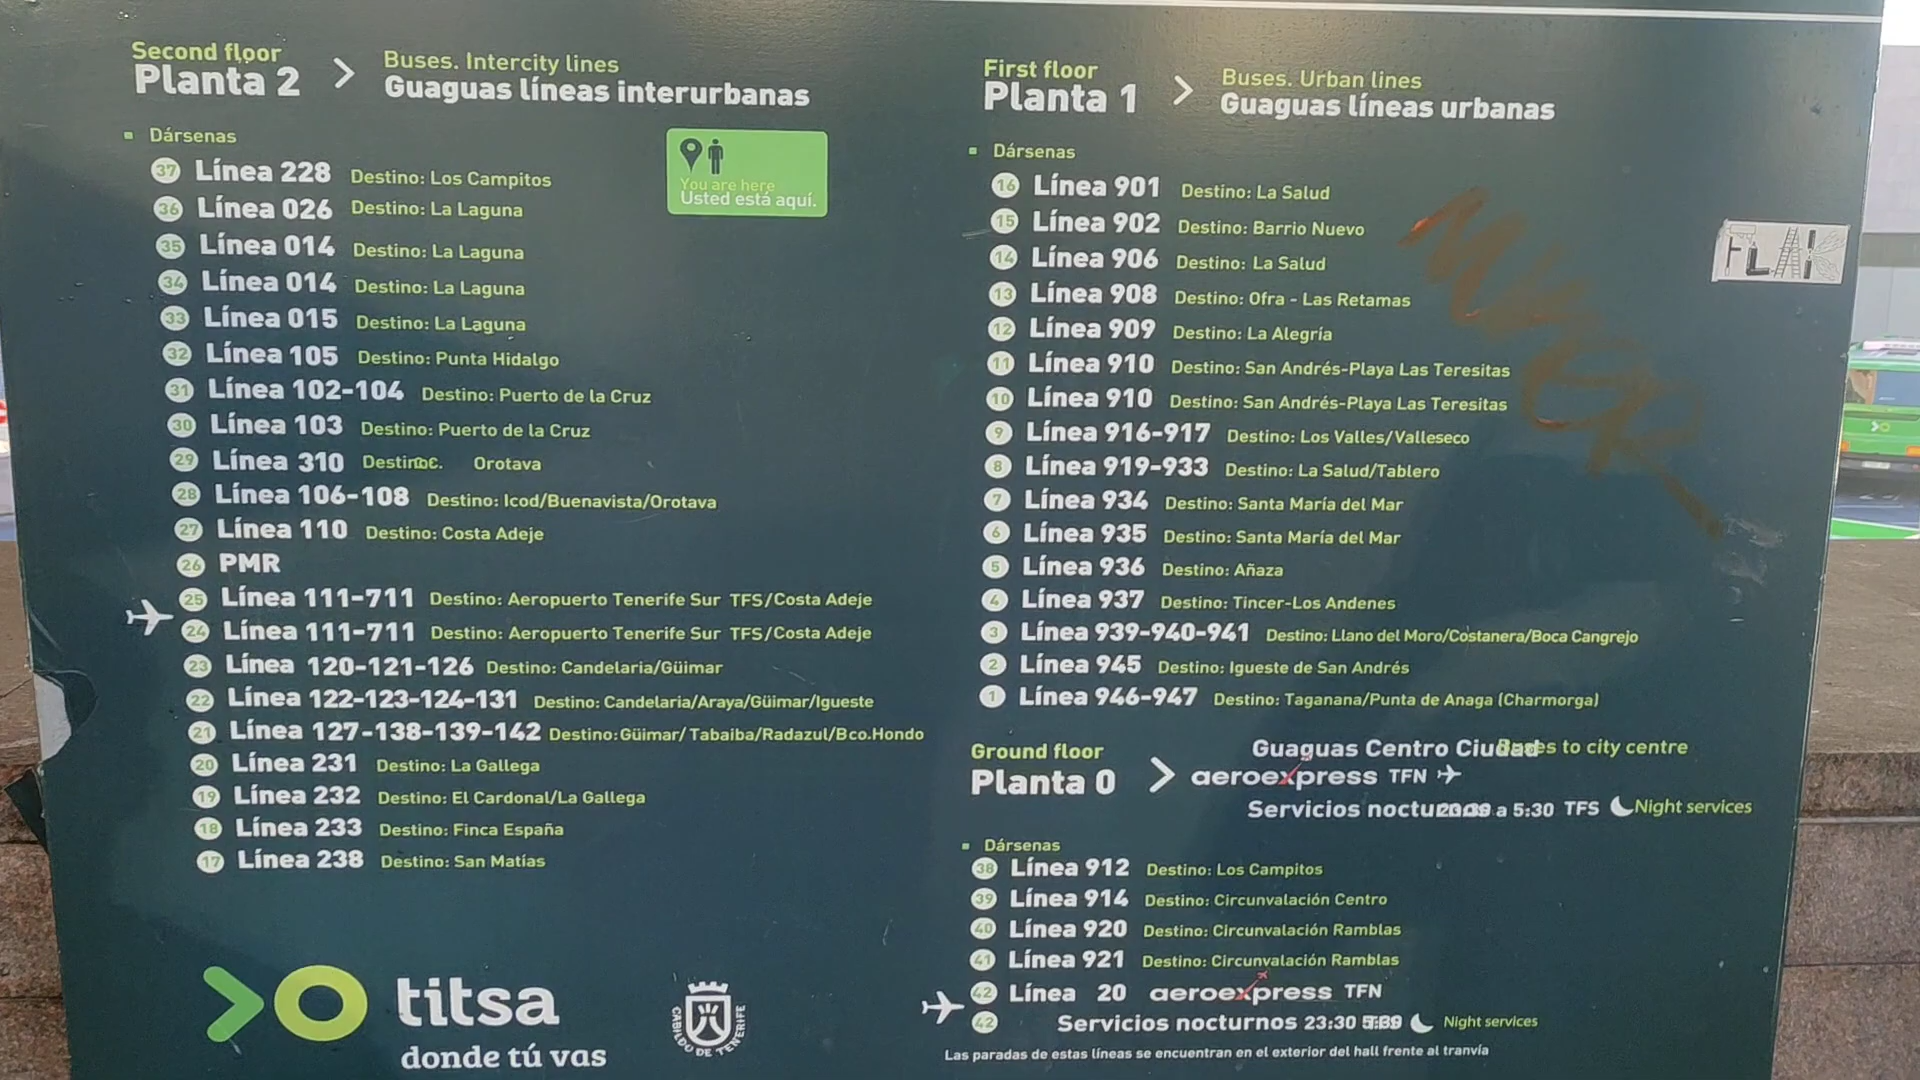 Second floor
Planta 2 > Buses. Intercity lines
Guaguas líneas interurbanas
Dársenas
You are here
Usted está aquí.
37 Línea 228 Destino: Los Campitos
36 Línea 026 Destino: La Laguna
35 Línea 014 Destino: La Laguna
34 Línea 014 Destino: La Laguna
33 Línea 015 Destino: La Laguna
32 Línea 105 Destino: Punta Hidalgo
31 Línea 102-104 Destino: Puerto de la Cruz
30 Línea 103 Destino: Puerto de la Cruz
29 Línea 310 Orotava
28 Línea 106-108 Destino: Icod/Buenavista/Orotava
27 Línea 110 Destino: Costa Adeje
26 PMR
25 Línea 111-711 Destino: Aeropuerto Tenerife Sur TFS/Costa Adeje
24 Línea 111-711 Destino: Aeropuerto Tenerife Sur TFS/Costa Adeje
23 Línea 120-121-126 Destino: Candelaria/Güimar
22 Línea 122-123-124-131 Destino: Candelaria/Araya/Güimar/Igueste
21 Línea 127-138-139-142 Destino:Güimar/ Tabaiba/Radazul/Bco.Hondo
20 Línea 231 Destino: La Gallega
19 Línea 232 Destino: El Cardonal/La Gallega
18 Línea 233 Destino: Finca España
17 Línea 238 Destino: San Matías
titsa
donde tú vas
CABILDO DE TENERIFE
First floor
Planta 1 > Buses. Urban lines
Guaguas líneas urbanas
Dársenas
16 Línea 901 Destino: La Salud
15 Línea 902 Destino: Barrio Nuevo
14 Línea 906 Destino: La Salud
13 Línea 908 Destino: Ofra - Las Retamas
12 Línea 909 Destino: La Alegría
11 Línea 910 Destino: San Andrés-Playa Las Teresitas
10 Línea 910 Destino: San Andrés-Playa Las Teresitas
9 Línea 916-917 Destino: Los Valles/Valleseco
8 Línea 919-933 Destino: La Salud/Tablero
7 Línea 934 Destino: Santa María del Mar
6 Línea 935 Destino: Santa María del Mar
5 Línea 936 Destino: Añaza
4 Línea 937 Destino: Tincer-Los Andenes
3 Línea 939-940-941 Destino: Llano del Moro/Costanera/Boca Cangrejo
2 Línea 945 Destino: Igueste de San Andrés
1 Línea 946-947 Destino: Taganana/Punta de Anaga (Charmorga)
FLAK
Ground floor
Planta 0 > Guaguas Centro Ciudad Buses to city centre
aeroexpress TFN
Servicios nocturnos a 5:30 TFS Night services
Dársenas
38 Línea 912 Destino: Los Campitos
39 Línea 914 Destino: Circunvalación Centro
40 Línea 920 Destino: Circunvalación Ramblas
41 Línea 921 Destino: Circunvalación Ramblas
42 Línea 20 aeroexpress TFN
42 Servicios nocturnos 23:30 Night services
Las paradas de estas líneas se encuentran en el exterior del hall frente al tranvía